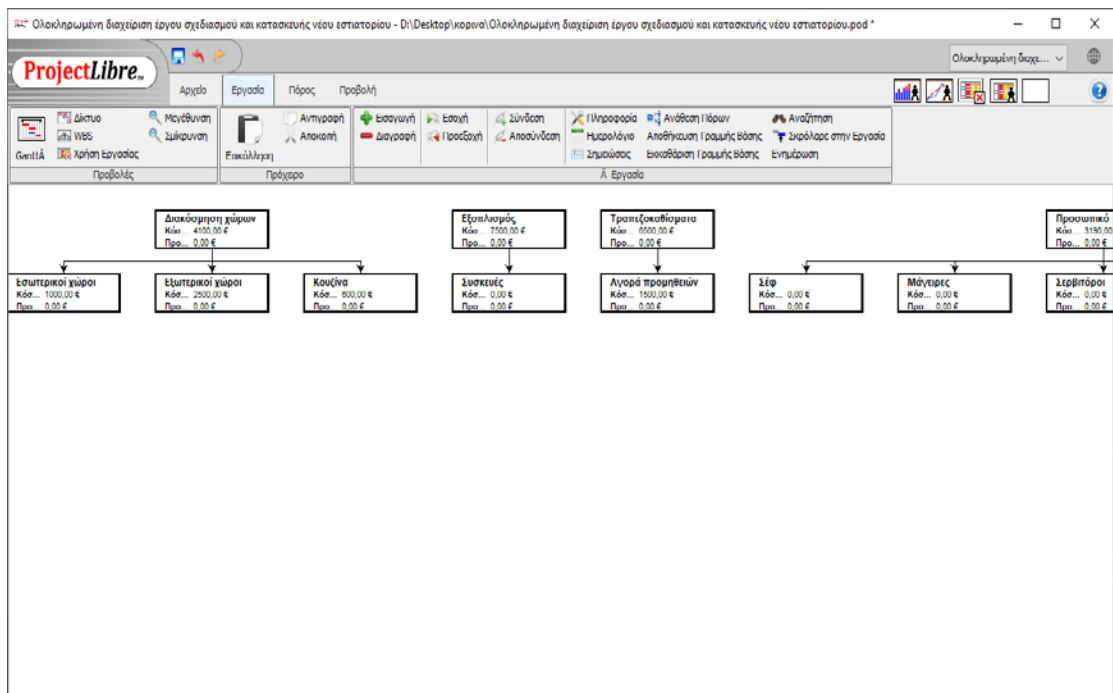 Ολοκληρωμένη διαχείριση έργου σχεδιασμού και κατασκευής νέου εστιατορίου - D:\Desktop\κορινα\Ολοκληρωμένη διαχείριση έργου σχεδιασμού και κατασκευής νέου εστιατορίου.pod *
ProjectLibre
Ολοκληρωμένη διαχε...
Αρχείο Εργασία Πόρος Προβολή
Δίκτυο Μεγέθυνση Αντιγραφή Εισαγωγή Εσοχή Σύνδεση Πληροφορία Ανάθεση Πόρων Αναζήτηση
WBS Σμίκρυνση Αποκοπή Διαγραφή Προεξοχή Αποσύνδεση Ημερολόγιο Αποθήκευση Γραμμής Βάσης Σκρόλαρε στην Εργασία
Gantt Χρήση Εργασίας Επικόλληση Σημειώσεις Εκκαθάριση Γραμμής Βάσης Ενημέρωση
Προβολές Πρόχειρο Εργασία
Διακόσμηση χώρων Εξοπλισμός Τραπεζοκαθίσματα Προσωπικό
Κόσ... 4100,00 € Κόσ... 7500,00 € Κόσ... 6500,00 € Κόσ... 3190,00
Προ... 0,00 € Προ... 0,00 € Προ... 0,00 € Προ... 0,00 €
Εσωτερικοί χώροι Εξωτερικοί χώροι Κουζίνα Συσκευές Αγορά προμηθειών Σέφ Μάγειρες Σερβιτόροι
Κόσ... 1000,00 € Κόσ... 2500,00 € Κόσ... 600,00 € Κόσ... 0,00 € Κόσ... 1500,00 € Κόσ... 0,00 € Κόσ... 0,00 € Κόσ... 0,00 €
Προ... 0,00 € Προ... 0,00 € Προ... 0,00 € Προ... 0,00 € Προ... 0,00 € Προ... 0,00 € Προ... 0,00 € Προ... 0,00 €